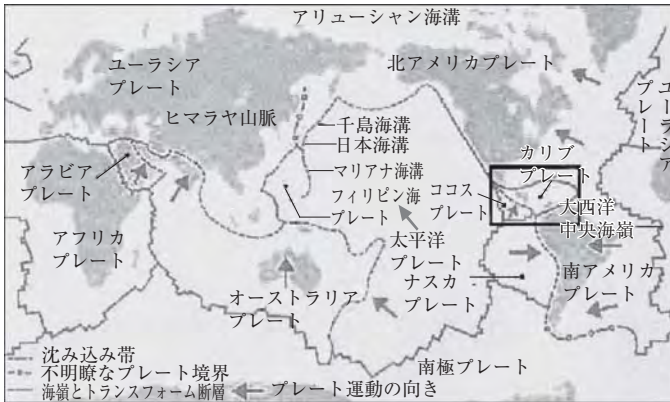 アリューシャン海溝
ユーラシア
プレート
北アメリカプレート
ヒマラヤ山脈
千島海溝
日本海溝
マリアナ海溝
フィリピン海
プレート
アラビア
プレート
アフリカ
プレート
カリブ
プレート
ココス
プレート
ユーラシア
プレート
大西洋
中央海嶺
太平洋
プレート
ナスカ
プレート
南アメリカ
プレート
オーストラリア
プレート
南極プレート
沈み込み帯
不明瞭なプレート境界
海嶺とトランスフォーム断層
プレート運動の向き